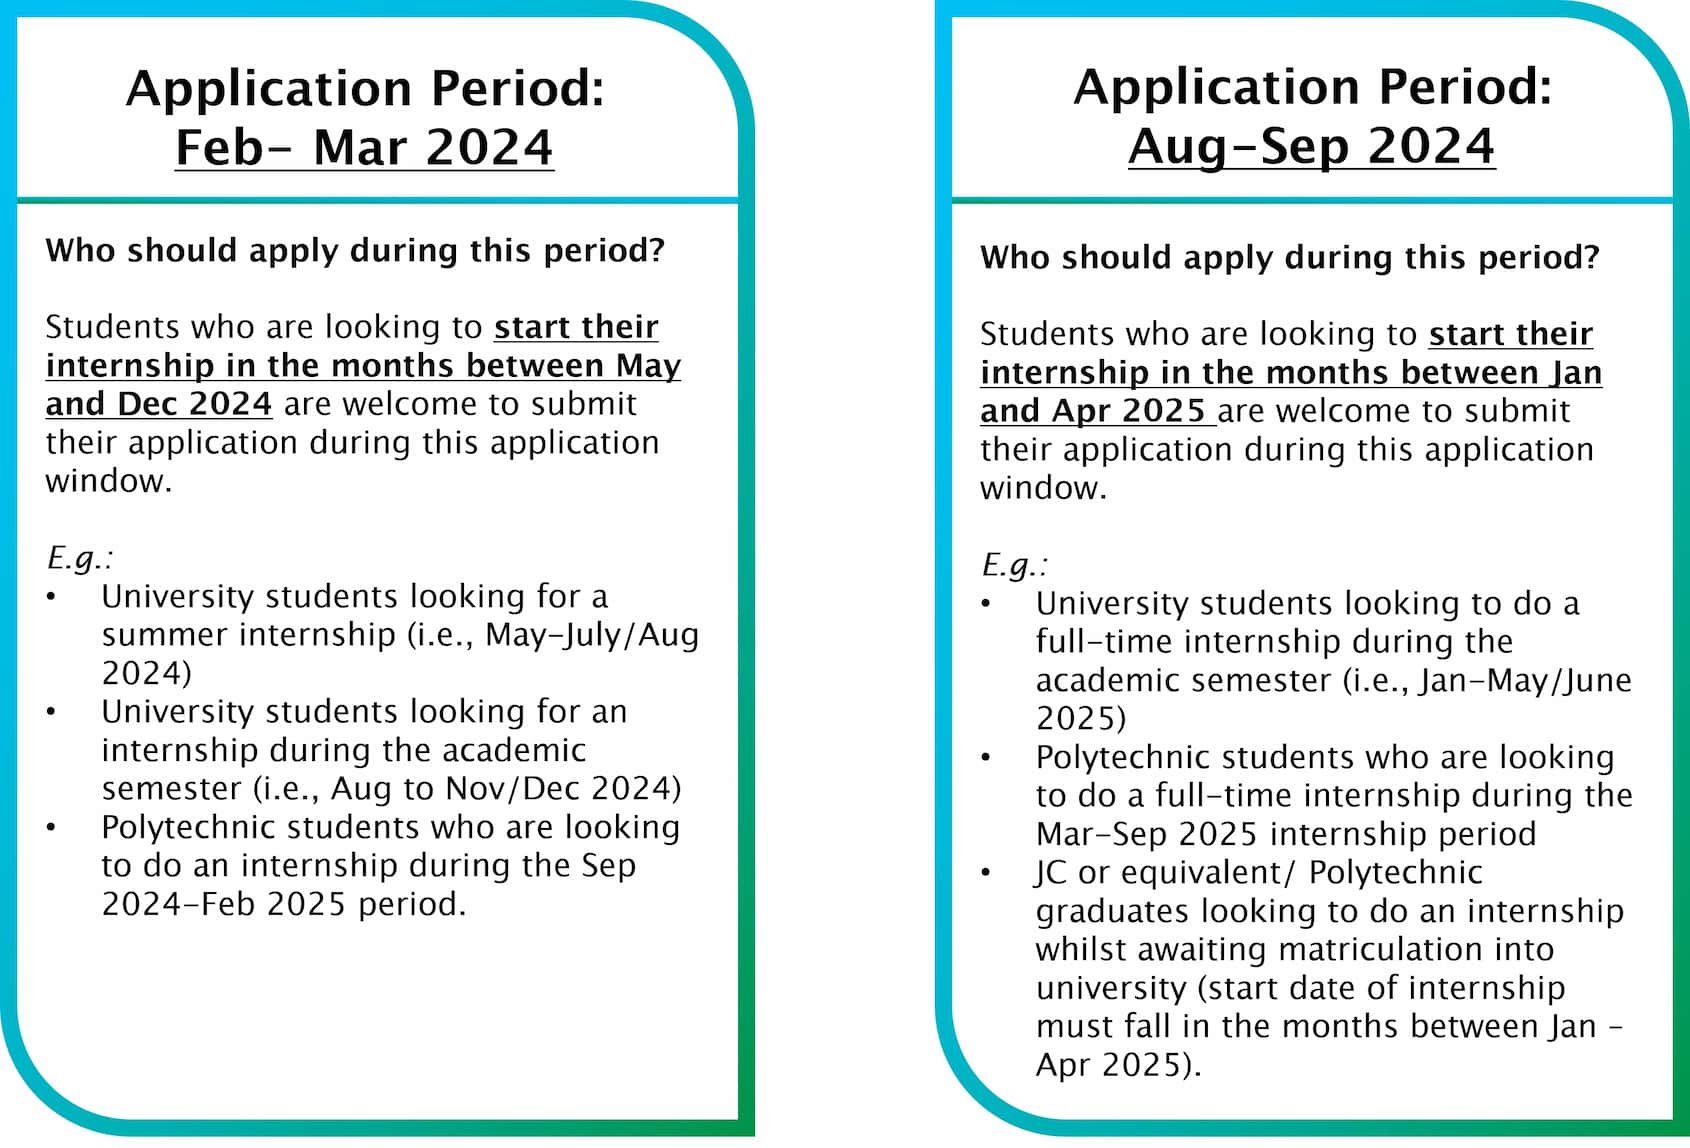 Application Period:
Feb- Mar 2024
Who should apply during this period?
Students who are looking to start their
internship in the months between May
and Dec 2024 are welcome to submit
their application during this application
window.
E.g.:
• University students looking for a
summer internship (i.e., May-July/Aug
2024)
• University students looking for an
internship during the academic
semester (i.e., Aug to Nov/Dec 2024)
• Polytechnic students who are looking
to do an internship during the Sep
2024-Feb 2025 period.
Application Period:
Aug-Sep 2024
Who should apply during this period?
Students who are looking to start their
internship in the months between Jan
and Apr 2025 are welcome to submit
their application during this application
window.
E.g.:
• University students looking to do a
full-time internship during the
academic semester (i.e., Jan-May/June
2025)
• Polytechnic students who are looking
to do a full-time internship during the
Mar-Sep 2025 internship period
• JC or equivalent/ Polytechnic
graduates looking to do an internship
whilst awaiting matriculation into
university (start date of internship
must fall in the months between Jan -
Apr 2025).